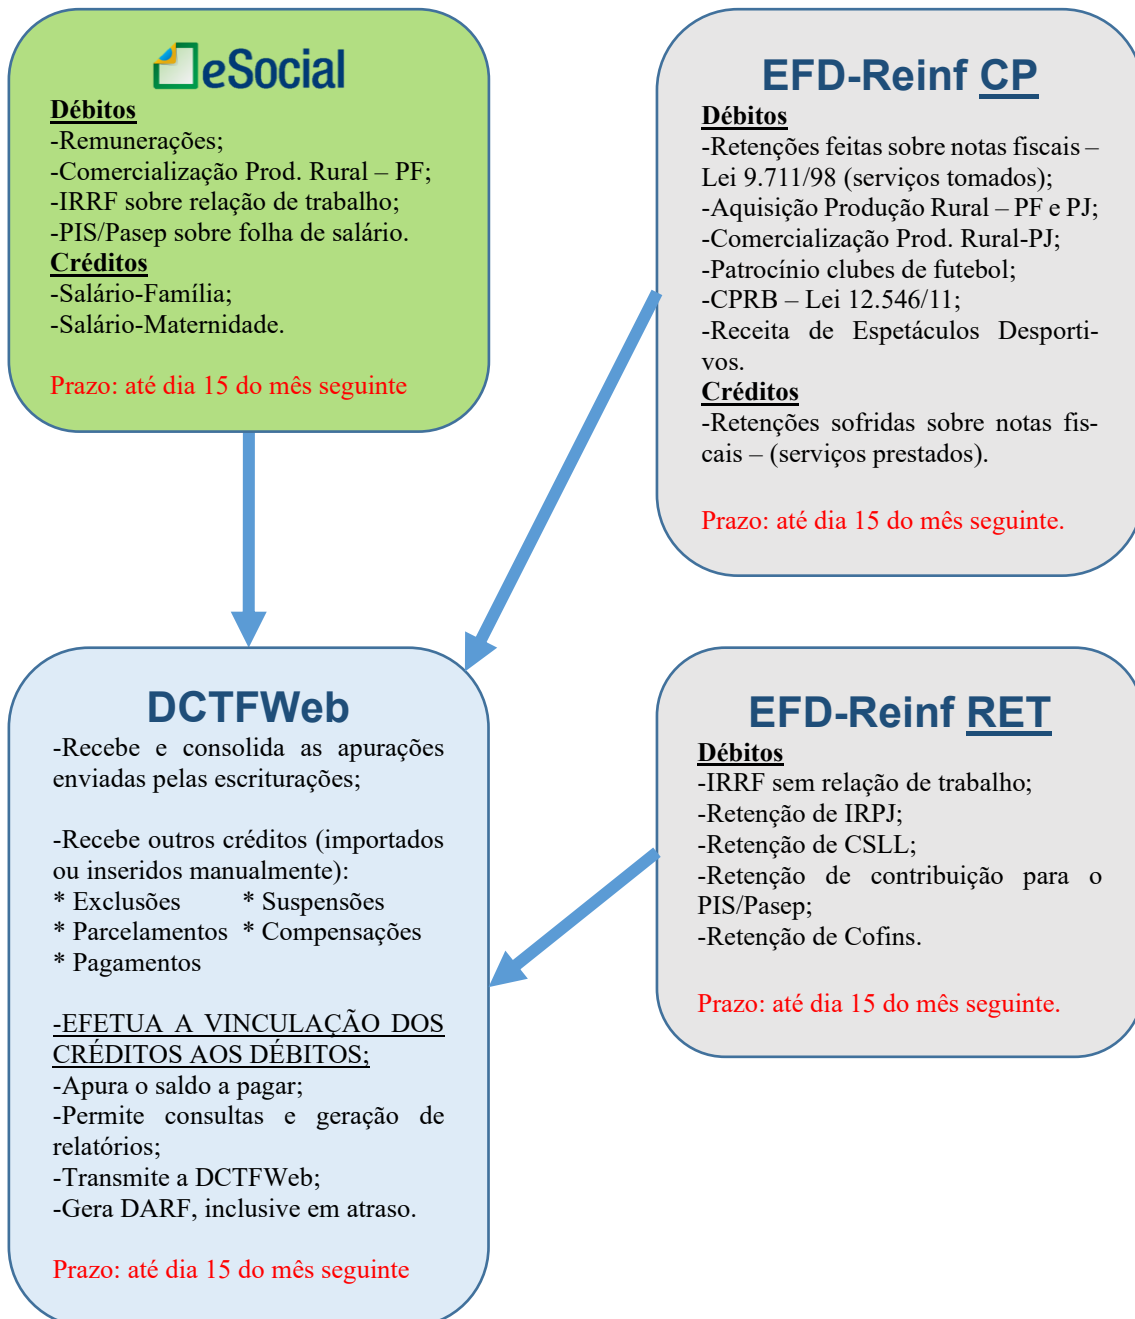 eSocial
Débitos
-Remunerações;
-Comercialização Prod. Rural – PF;
-IRRF sobre relação de trabalho;
-PIS/Pasep sobre folha de salário.
Créditos
-Salário-Família;
-Salário-Maternidade.
Prazo: até dia 15 do mês seguinte
EFD-Reinf CP
Débitos
-Retenções feitas sobre notas fiscais –
Lei 9.711/98 (serviços tomados);
-Aquisição Produção Rural – PF e PJ;
-Comercialização Prod. Rural-PJ;
-Patrocínio clubes de futebol;
-CPRB – Lei 12.546/11;
-Receita de Espetáculos Desporti-
vos.
Créditos
-Retenções sofridas sobre notas fis-
cais – (serviços prestados).
Prazo: até dia 15 do mês seguinte.
DCTFWeb
-Recebe e consolida as apurações
enviadas pelas escriturações;
-Recebe outros créditos (importados
ou inseridos manualmente):
* Exclusões * Suspensões
* Parcelamentos * Compensações
* Pagamentos
-EFETUA A VINCULAÇÃO DOS
CRÉDITOS AOS DÉBITOS;
-Apura o saldo a pagar;
-Permite consultas e geração de
relatórios;
-Transmite a DCTFWeb;
-Gera DARF, inclusive em atraso.
Prazo: até dia 15 do mês seguinte
EFD-Reinf RET
Débitos
-IRRF sem relação de trabalho;
-Retenção de IRPJ;
-Retenção de CSLL;
-Retenção de contribuição para o
PIS/Pasep;
-Retenção de Cofins.
Prazo: até dia 15 do mês seguinte.